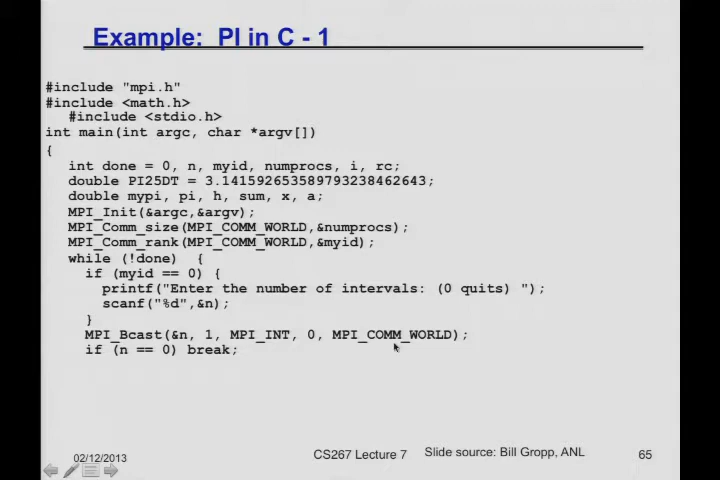 Example: PI in C - 1
#include "mpi.h"
#include <math.h>
#include <stdio.h>
int main(int argc, char *argv[])
{
int done = 0, n, myid, numprocs, i, rc;
double PI25DT = 3.141592653589793238462643;
double mypi, pi, h, sum, x, a;
MPI_Init(&argc,&argv);
MPI_Comm_size(MPI_COMM_WORLD,&numprocs);
MPI_Comm_rank(MPI_COMM_WORLD,&myid);
while (!done) {
if (myid == 0) {
printf("Enter the number of intervals: (0 quits) ");
scanf("%d",&n);
}
MPI_Bcast(&n, 1, MPI_INT, 0, MPI_COMM_WORLD);
if (n == 0) break;
02/12/2013 CS267 Lecture 7 Slide source: Bill Gropp, ANL 65